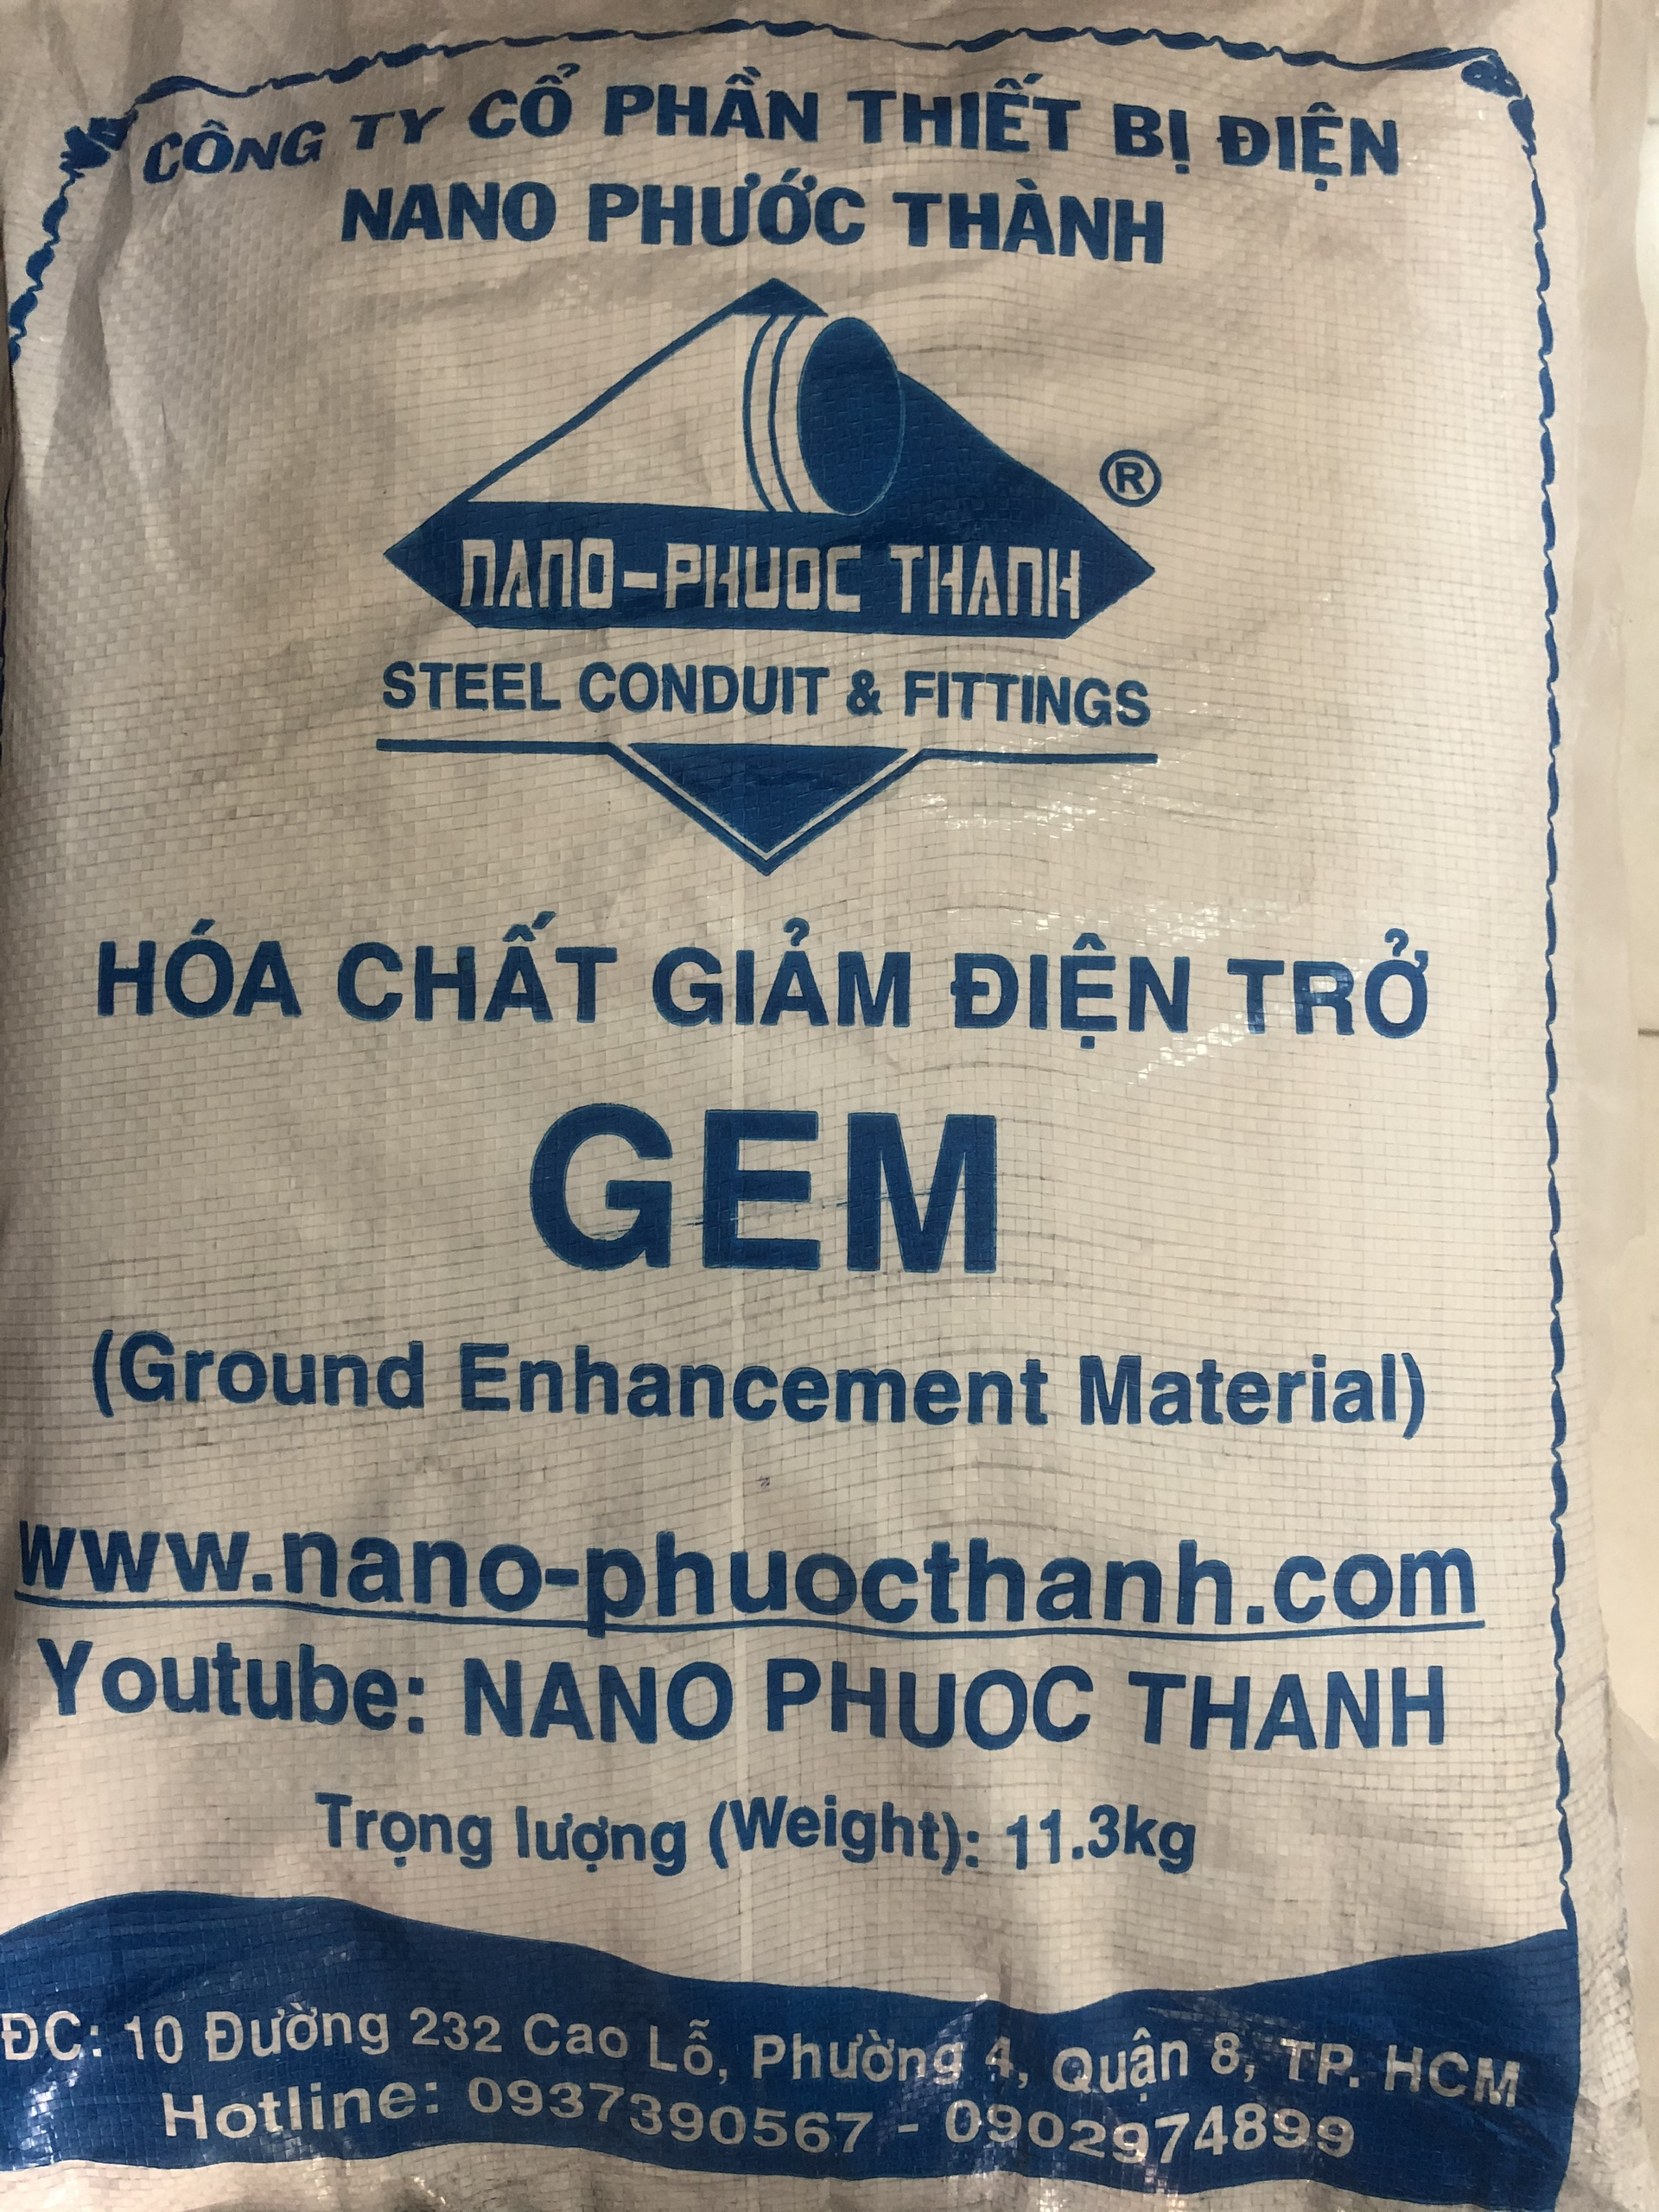 CÔNG TY CỔ PHẦN THIẾT BỊ ĐIỆN
NANO PHƯỚC THÀNH
®
NANO-PHUOC THANH
STEEL CONDUIT & FITTINGS
HÓA CHẤT GIẢM ĐIỆN TRỞ
GEM
(Ground Enhancement Material)
www.nano-phuocthanh.com
Youtube: NANO PHUOC THANH
Trọng lượng (Weight): 11.3kg
ĐC: 10 Đường 232 Cao Lỗ, Phường 4, Quận 8, TP. HCM
Hotline: 0937390567 - 0902974899